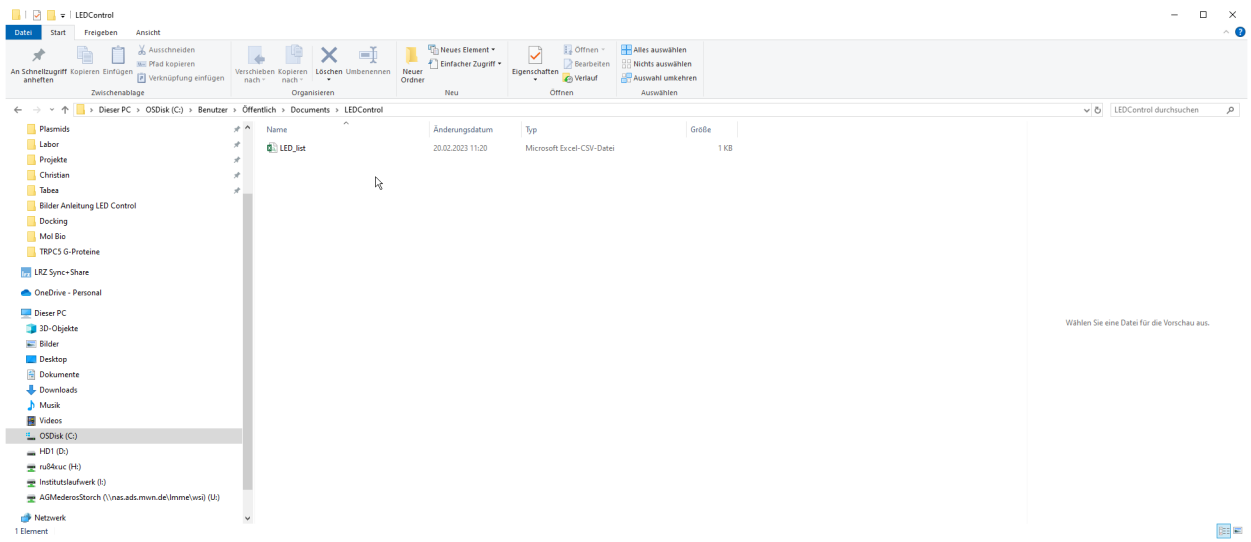 LEDControl
Datei Start Freigeben Ansicht
An Schnellzugriff anheften
Kopieren
Einfügen
Ausschneiden
Pfad kopieren
Verknüpfung einfügen
Zwischenablage
Verschieben nach
Kopieren nach
Löschen
Umbenennen
Organisieren
Neuer Ordner
Neues Element
Einfacher Zugriff
Neu
Eigenschaften
Öffnen
Bearbeiten
Verlauf
Öffnen
Alles auswählen
Nichts auswählen
Auswahl umkehren
Auswählen
Dieser PC > OSDisk (C:) > Benutzer > Öffentlich > Documents > LEDControl
LEDControl durchsuchen
Plasmids
Labor
Projekte
Christian
Tabea
Bilder Anleitung LED Control
Docking
Mol Bio
TRPC5 G-Proteine
LRZ Sync+Share
OneDrive - Personal
Dieser PC
3D-Objekte
Bilder
Desktop
Dokumente
Downloads
Musik
Videos
OSDisk (C:)
HD1 (D:)
ru84xuc (H:)
Institutslaufwerk (I:)
AGMederosStorch (\\nas.ads.mwn.de\lmme\wsi) (U:)
Netzwerk
Name Änderungsdatum Typ Größe
LED_list 20.02.2023 11:20 Microsoft Excel-CSV-Datei 1 KB
Wählen Sie eine Datei für die Vorschau aus.
1 Element